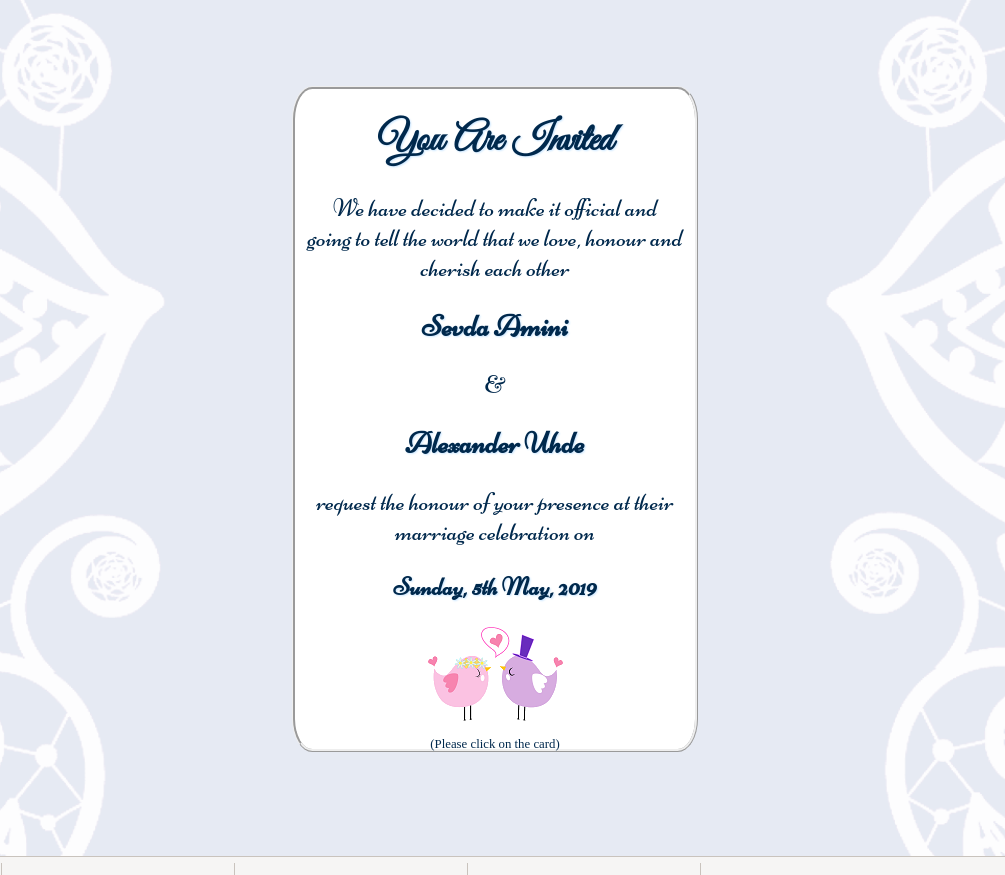 You Are Invited
We have decided to make it official and
going to tell the world that we love, honour and
cherish each other
Sevda Amini
&
Alexander Uhde
request the honour of your presence at their
marriage celebration on
Sunday, 5th May, 2019
(Please click on the card)